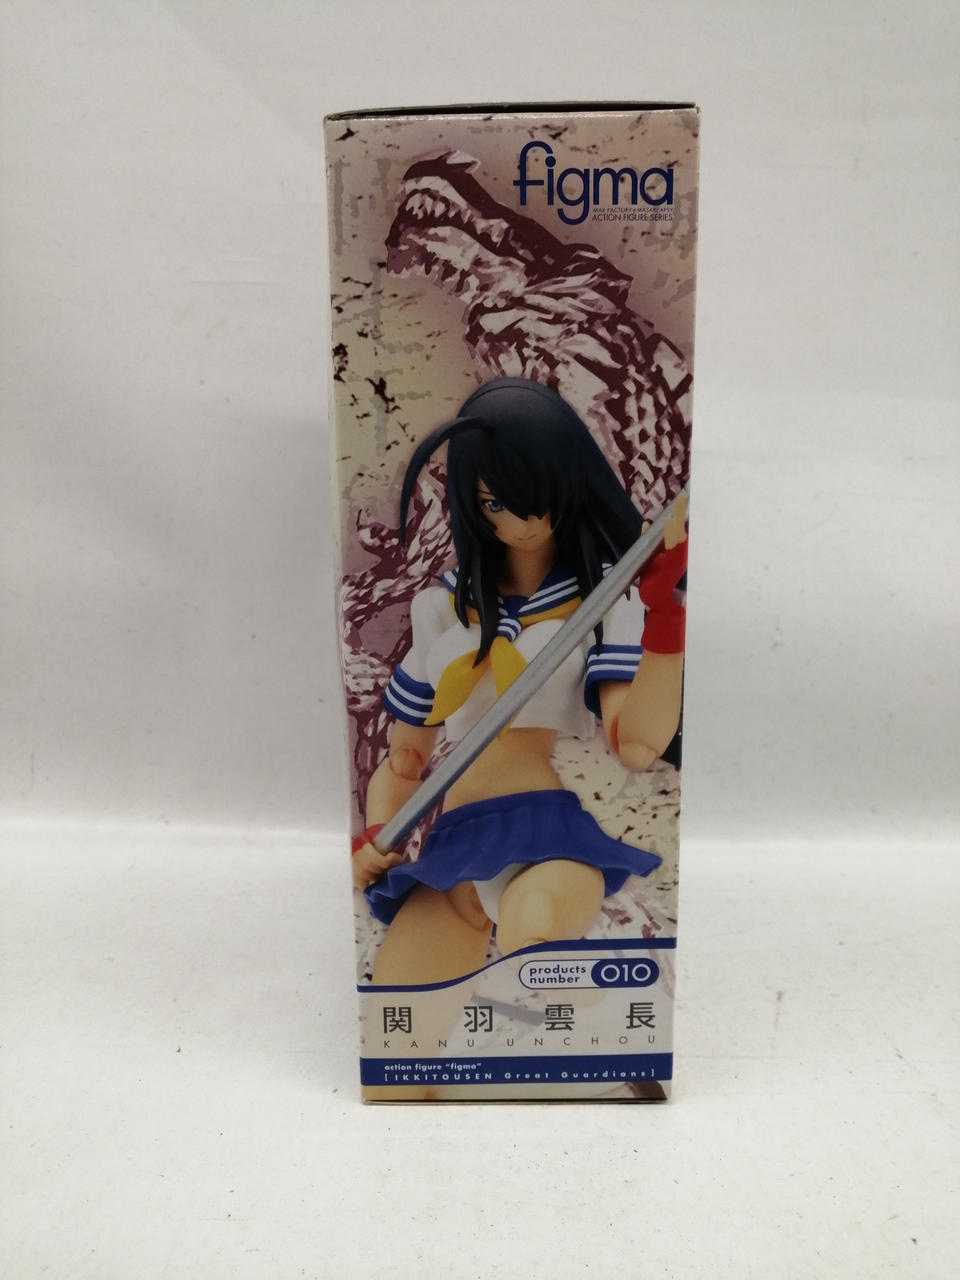 figma
MAX FACTORY × MASAKI APSY
ACTION FIGURE SERIES
products
number
010
関羽雲長
KANU UNCHOU
action figure "figma"
[ IKKITOUSEN Great Guardians ]